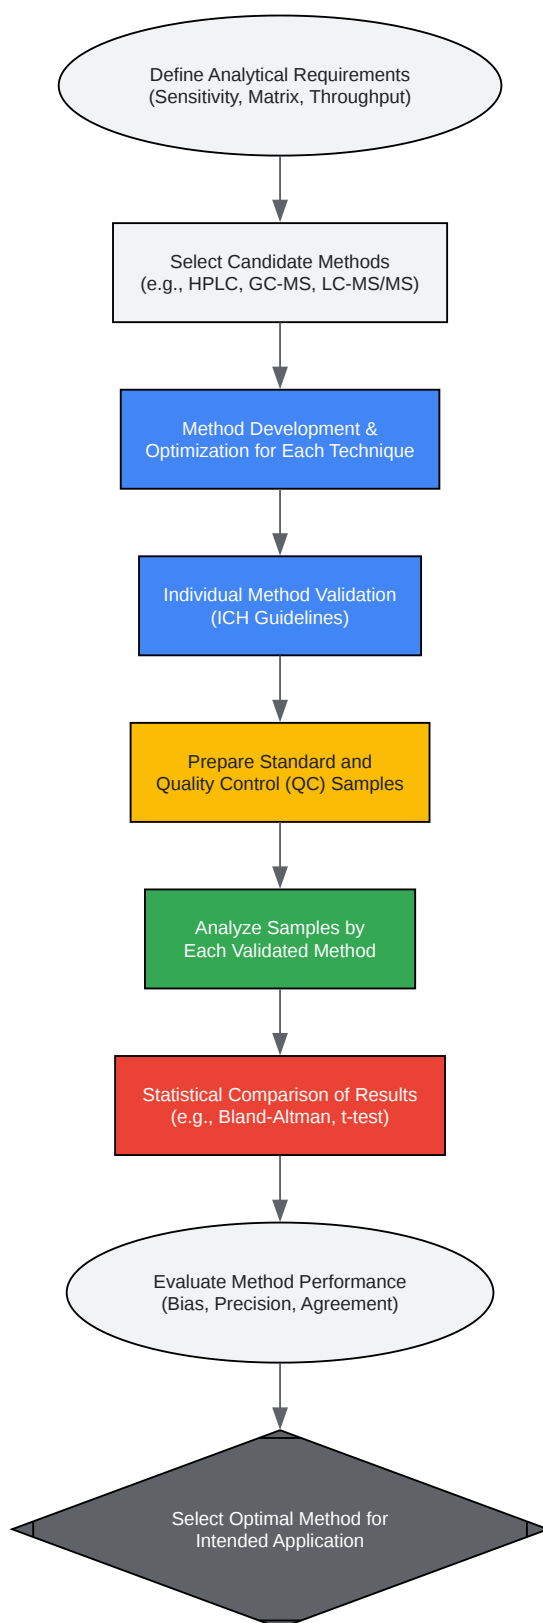 Define Analytical Requirements
(Sensitivity, Matrix, Throughput)
Select Candidate Methods
(e.g., HPLC, GC-MS, LC-MS/MS)
Method Development &
Optimization for Each Technique
Individual Method Validation
(ICH Guidelines)
Prepare Standard and
Quality Control (QC) Samples
Analyze Samples by
Each Validated Method
Statistical Comparison of Results
(e.g., Bland-Altman, t-test)
Evaluate Method Performance
(Bias, Precision, Agreement)
Select Optimal Method for
Intended Application